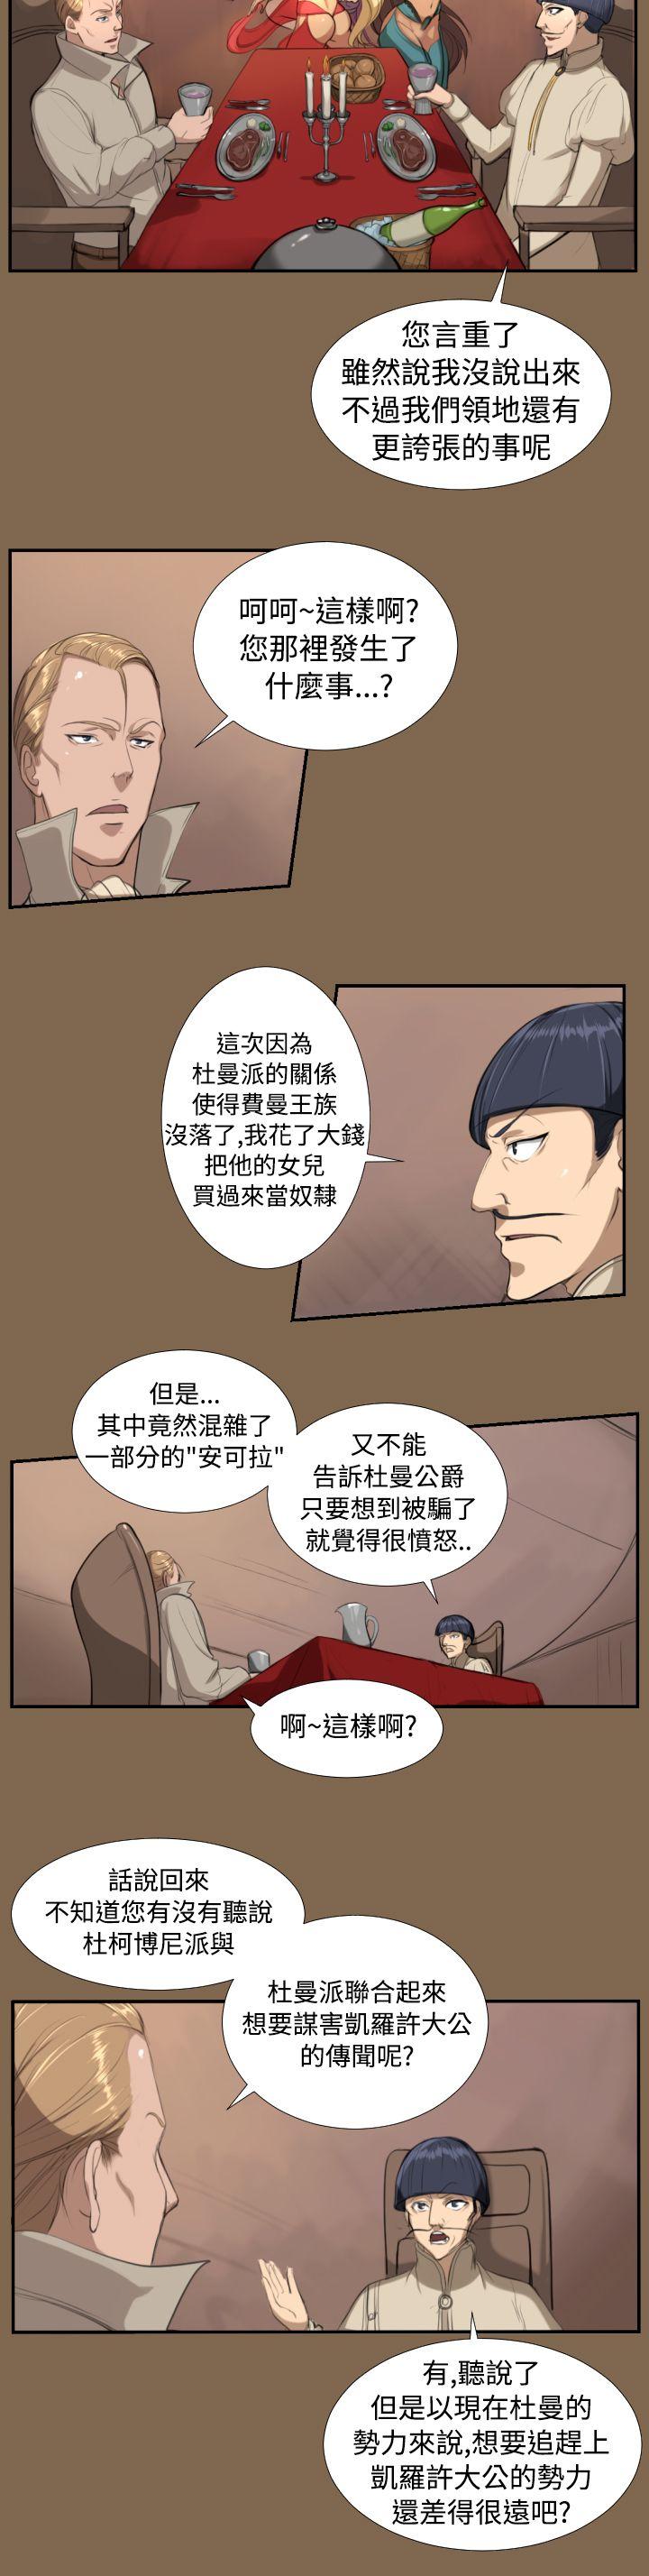 您言重了
雖然說我沒說出來
不過我們領地還有
更誇張的事呢
呵呵~這樣啊?
您那裡發生了
什麼事...?
這次因為
杜曼派的關係
使得費曼王族
沒落了,我花了大錢
把他的女兒
買過來當奴隸
但是...
其中竟然混雜了
一部分的"安可拉"
又不能
告訴杜曼公爵
只要想到被騙了
就覺得很憤怒..
啊~這樣啊?
話說回來
不知道您有沒有聽說
杜柯博尼派與
杜曼派聯合起來
想要謀害凱羅許大公
的傳聞呢?
有,聽說了
但是以現在杜曼的
勢力來說,想要追趕上
凱羅許大公的勢力
還差得很遠吧?